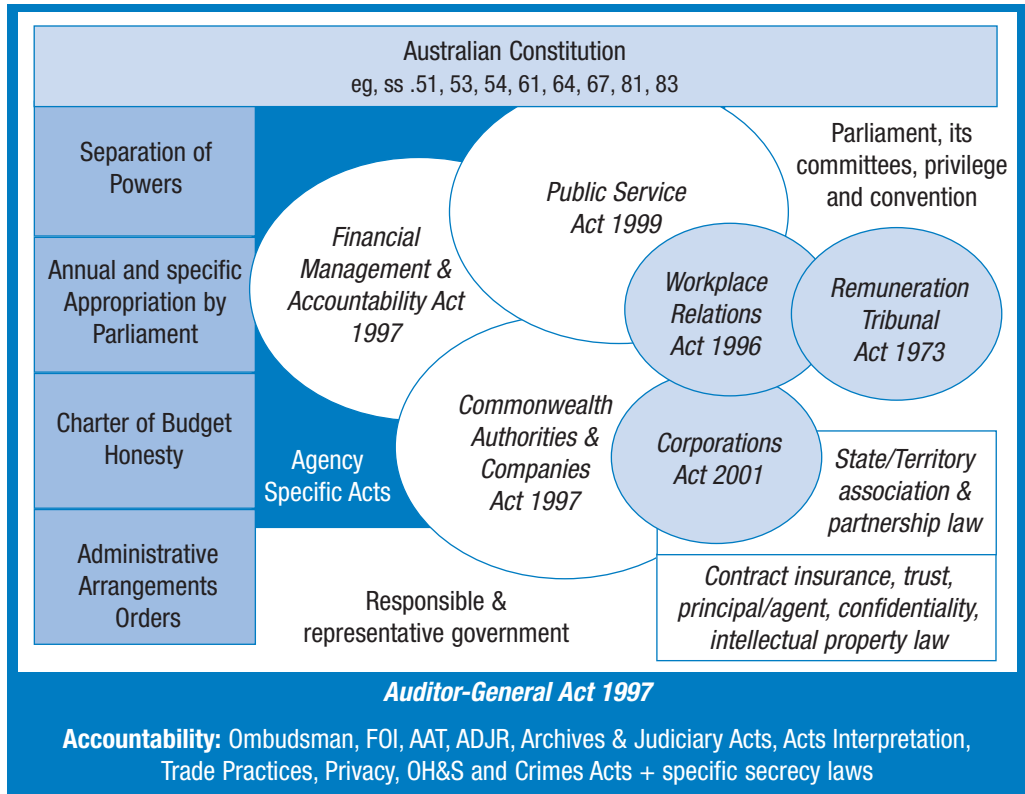 Australian Constitution
eg, ss .51, 53, 54, 61, 64, 67, 81, 83
Separation of
Powers
Annual and specific
Appropriation by
Parliament
Charter of Budget
Honesty
Administrative
Arrangements
Orders
Financial
Management &
Accountability Act
1997
Public Service
Act 1999
Parliament, its
committees, privilege
and convention
Workplace
Relations
Act 1996
Remuneration
Tribunal
Act 1973
Commonwealth
Authorities &
Companies
Act 1997
Corporations
Act 2001
Agency
Specific Acts
State/Territory
association &
partnership law
Contract insurance, trust,
principal/agent, confidentiality,
intellectual property law
Responsible &
representative government
Auditor-General Act 1997
Accountability: Ombudsman, FOI, AAT, ADJR, Archives & Judiciary Acts, Acts Interpretation,
Trade Practices, Privacy, OH&S and Crimes Acts + specific secrecy laws